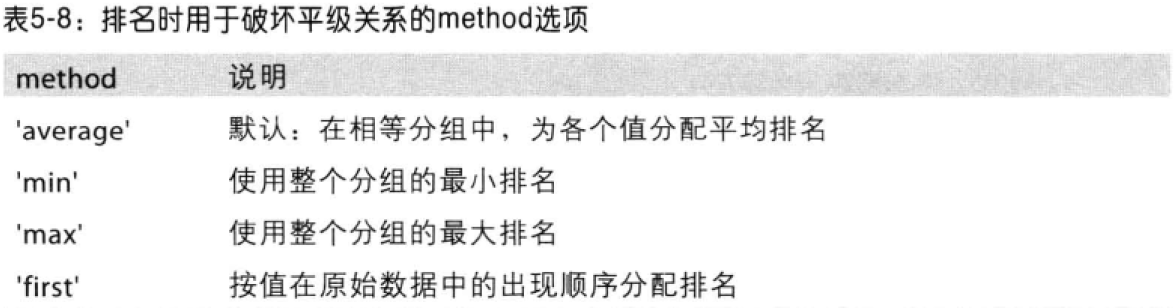 表5-8：排名时用于破坏平级关系的method选项
method 说明
'average' 默认：在相等分组中，为各个值分配平均排名
'min' 使用整个分组的最小排名
'max' 使用整个分组的最大排名
'first' 按值在原始数据中的出现顺序分配排名